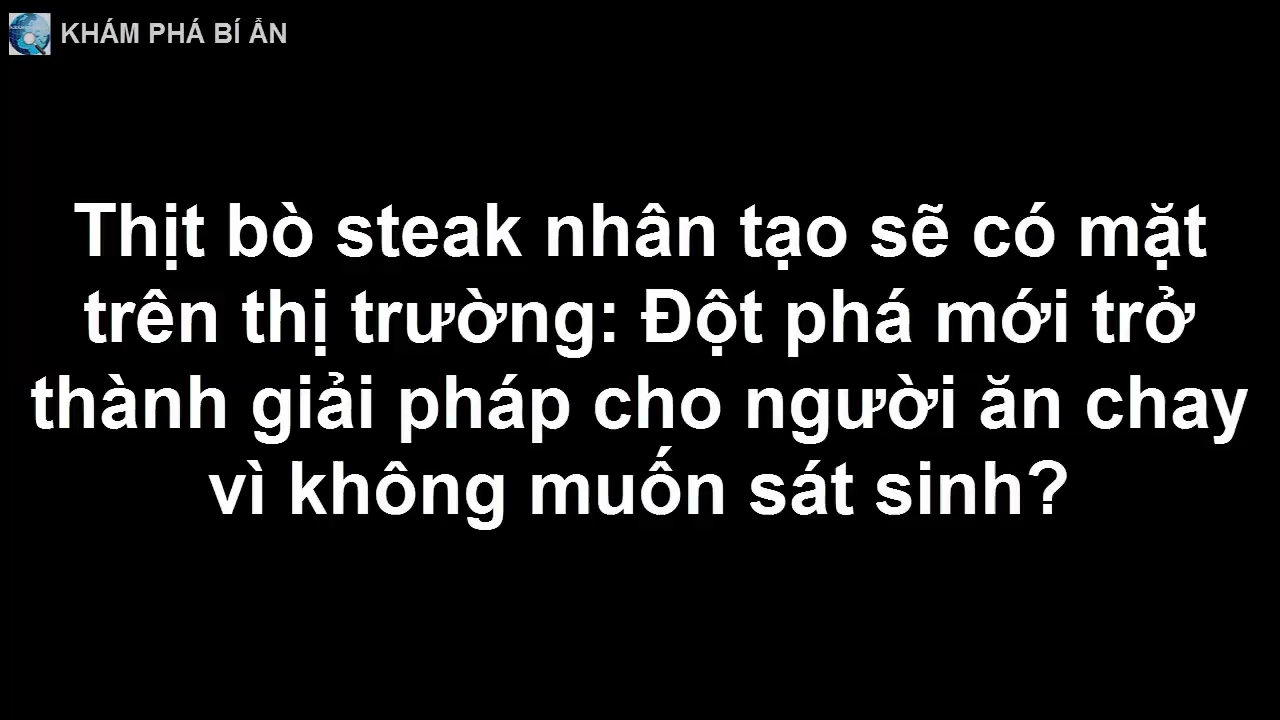 KHÁM PHÁ BÍ ẨN
Thịt bò steak nhân tạo sẽ có mặt
trên thị trường: Đột phá mới trở
thành giải pháp cho người ăn chay
vì không muốn sát sinh?